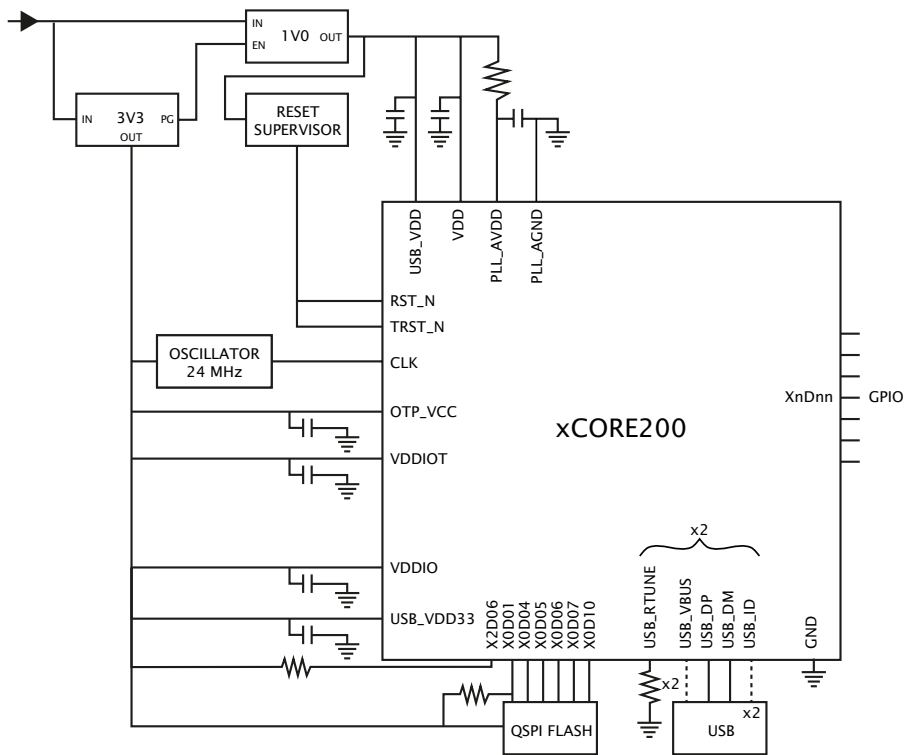 IN
1V0
OUT
EN
IN
3V3
PG
OUT
RESET
SUPERVISOR
USB_VDD
VDD
PLL_AVDD
PLL_AGND
RST_N
TRST_N
OSCILLATOR
24 MHz
CLK
XnDnn
GPIO
OTP_VCC
xCORE200
VDDIOT
x2
VDDIO
USB_VDD33
X2D06
X0D01
X0D04
X0D05
X0D06
X0D07
X0D10
USB_RTUNE
USB_VBUS
USB_DP
USB_DM
USB_ID
GND
x2
QSPI FLASH
x2
USB